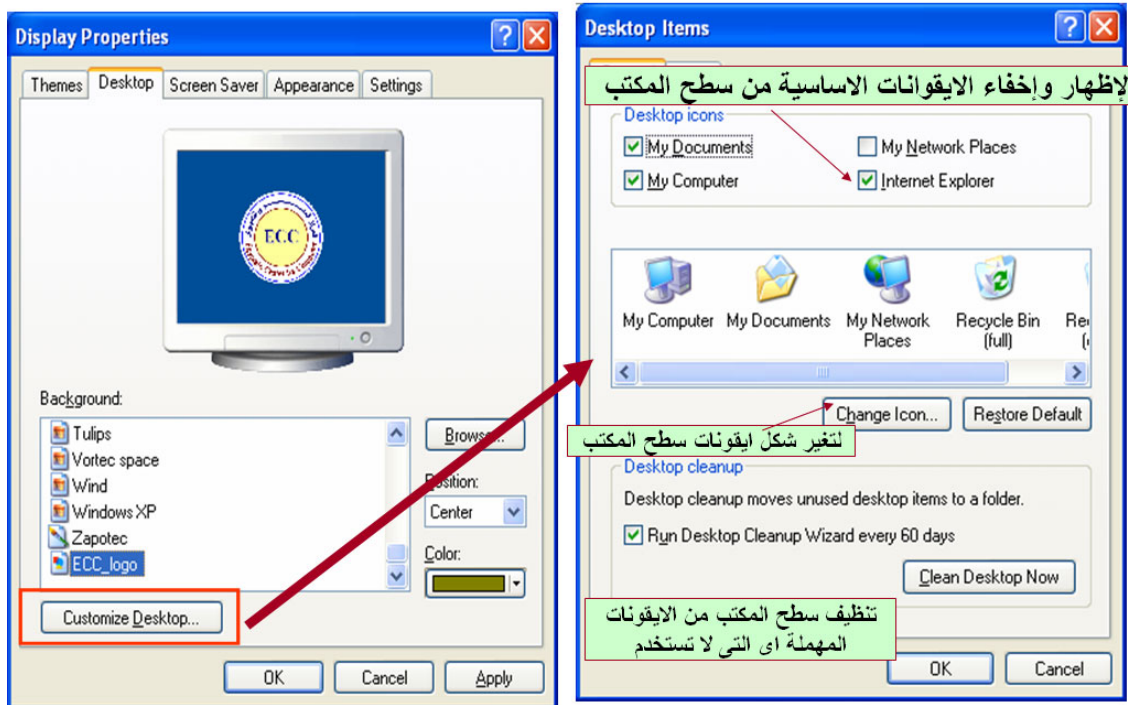 Display Properties
Themes Desktop Screen Saver Appearance Settings
ECC
Background:
Tulips
Vortec space
Wind
Windows XP
Zapotec
ECC_logo
Browse...
Position:
Center
Color:
Customize Desktop...
OK Cancel Apply
Desktop Items
لإظهار وإخفاء الايقوانات الاساسية من سطح المكتب
Desktop icons
My Documents My Network Places
My Computer Internet Explorer
My Computer My Documents My Network Places Recycle Bin (full)
Change Icon... Restore Default
لتغير شكل ايقونات سطح المكتب
Desktop cleanup
Desktop cleanup moves unused desktop items to a folder.
Run Desktop Cleanup Wizard every 60 days
Clean Desktop Now
تنظيف سطح المكتب من الايقونات
المهملة اى التى لا تستخدم
OK Cancel